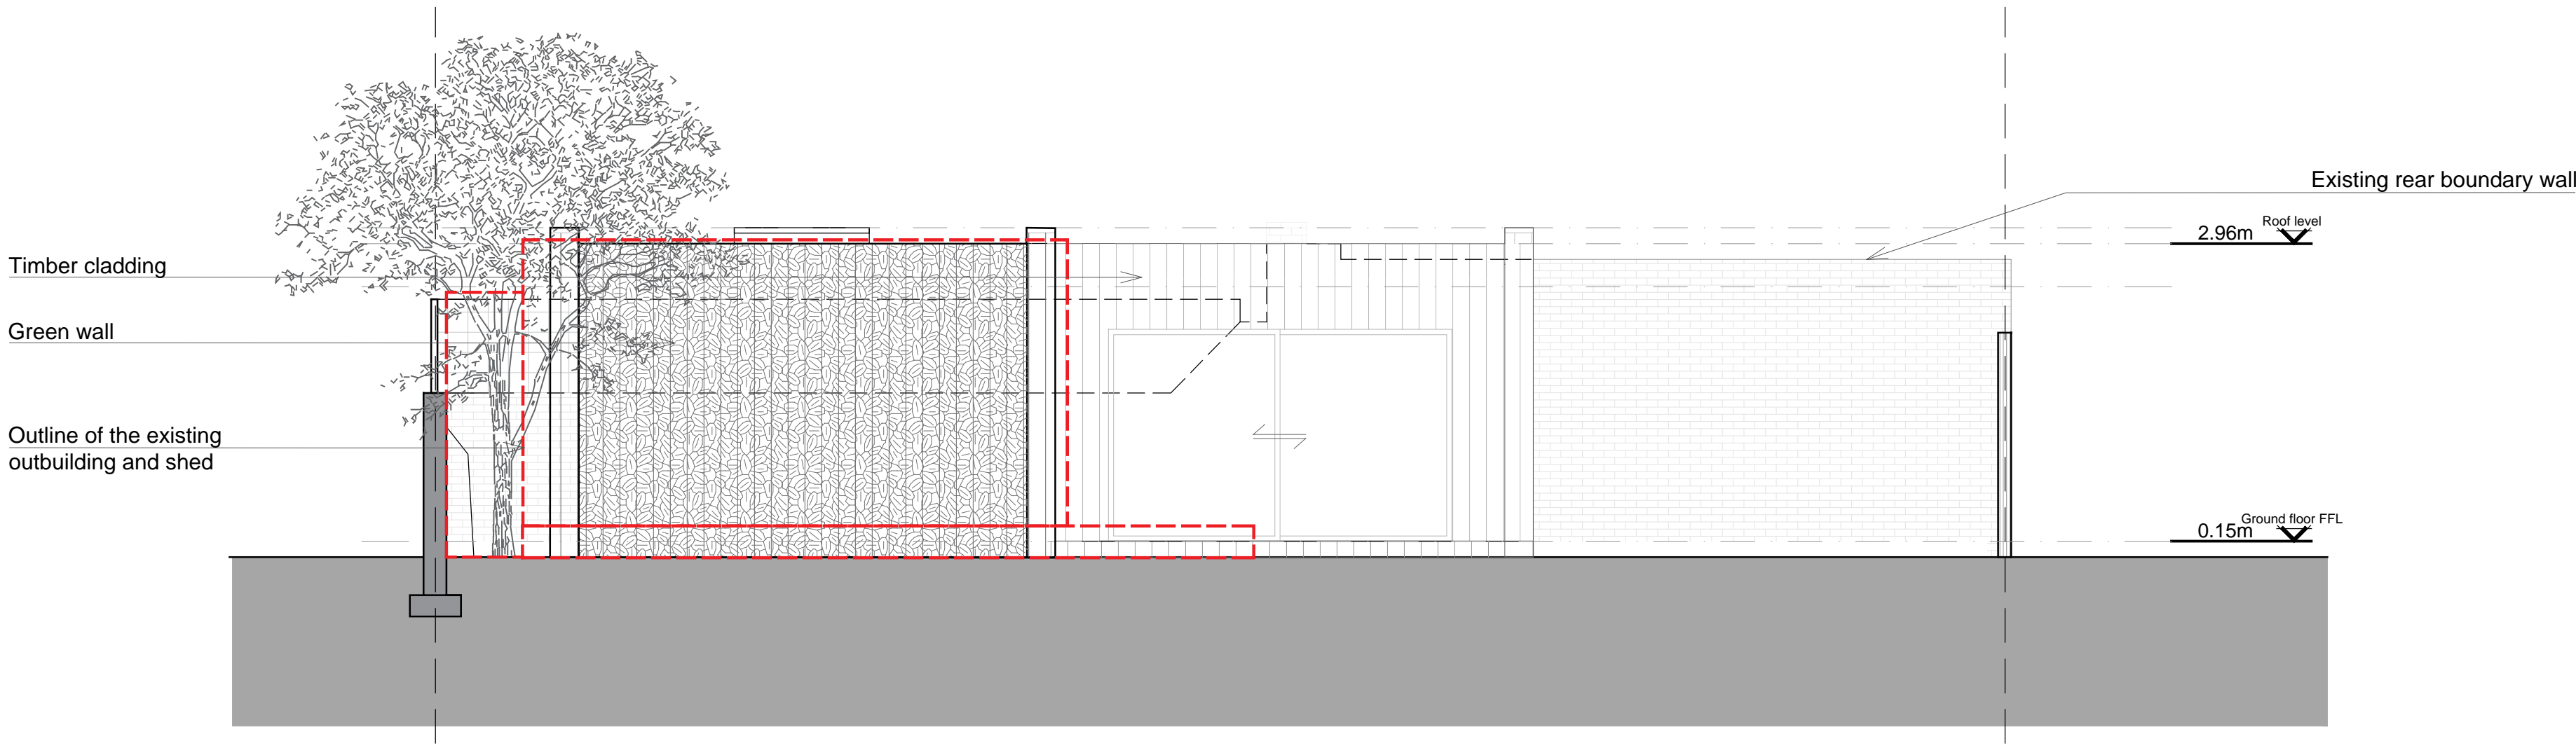 Existing rear boundary wall
Roof level
2.96m
Timber cladding
Green wall
Outline of the existing
outbuilding and shed
Ground floor FFL
0.15m